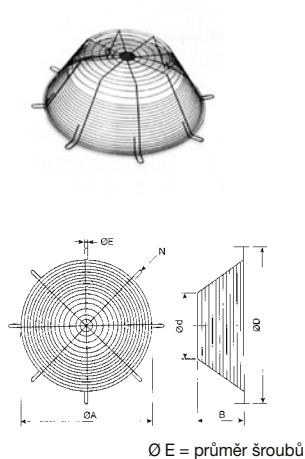 ØE
N
Ød
ØD
ØA
B
Ø E = průměr šroubů